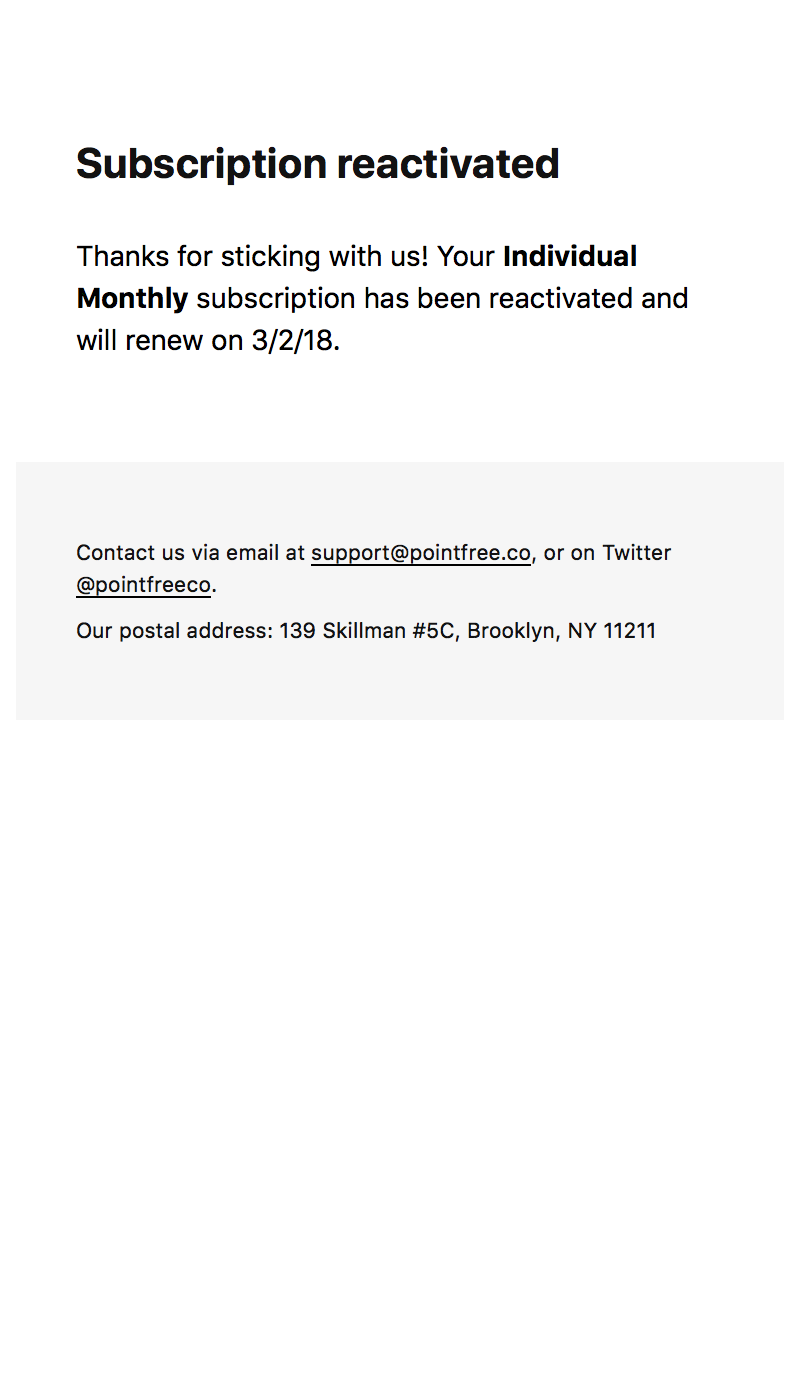 Subscription reactivated
Thanks for sticking with us! Your Individual
Monthly subscription has been reactivated and
will renew on 3/2/18.
Contact us via email at support@pointfree.co, or on Twitter
@pointfreeco.
Our postal address: 139 Skillman #5C, Brooklyn, NY 11211